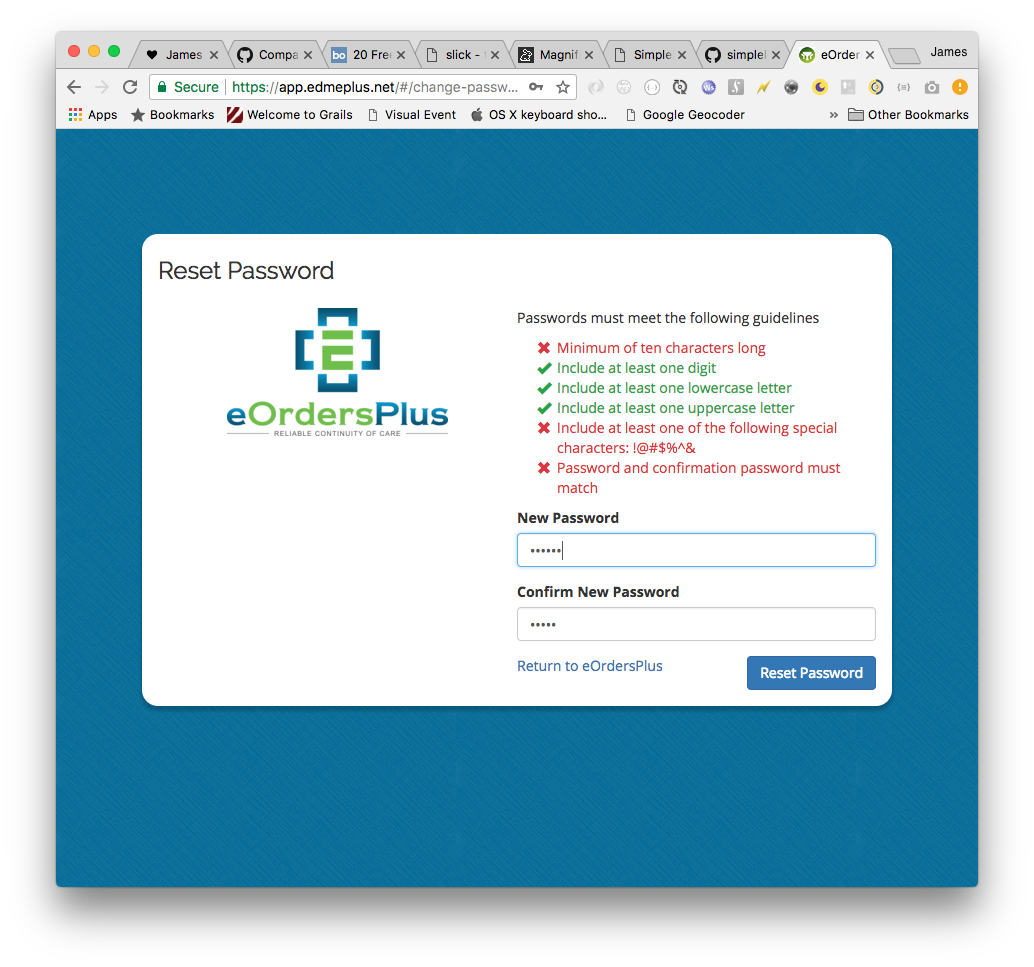 James
Compa
bo
20 Fre
slick -
Magnif
Simple
simple
eOrder
James
Secure
https://app.edmeplus.net/#/change-passw...
Apps
Bookmarks
Welcome to Grails
Visual Event
OS X keyboard sho...
Google Geocoder
»
Other Bookmarks
Reset Password
E
eOrdersPlus
RELIABLE CONTINUITY OF CARE
Passwords must meet the following guidelines
Minimum of ten characters long
Include at least one digit
Include at least one lowercase letter
Include at least one uppercase letter
Include at least one of the following special
characters: !@#$%^&
Password and confirmation password must
match
New Password
••••••
Confirm New Password
•••••
Return to eOrdersPlus
Reset Password